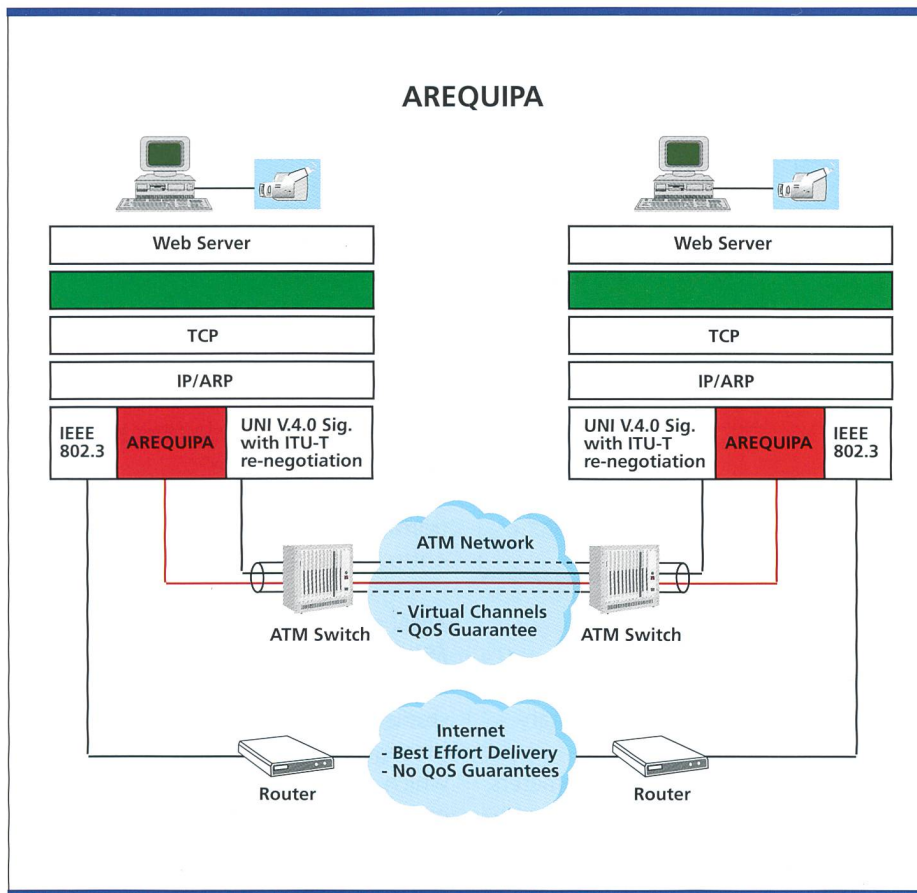 AREQUIPA
Web Server
TCP
IP/ARP
IEEE
802.3
AREQUIPA
UNI V.4.0 Sig.
with ITU-T
re-negotiation
Web Server
TCP
IP/ARP
UNI V.4.0 Sig.
with ITU-T
re-negotiation
AREQUIPA
IEEE
802.3
ATM Network
- Virtual Channels
- QoS Guarantee
ATM Switch
ATM Switch
Internet
- Best Effort Delivery
- No QoS Guarantees
Router
Router